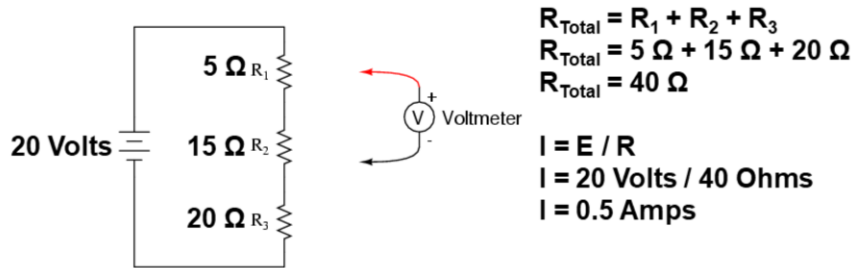 5 Ω R₁
15 Ω R₂
20 Ω R₃
20 Volts
+
V
Voltmeter
-
R_Total = R₁ + R₂ + R₃
R_Total = 5 Ω + 15 Ω + 20 Ω
R_Total = 40 Ω
I = E / R
I = 20 Volts / 40 Ohms
I = 0.5 Amps